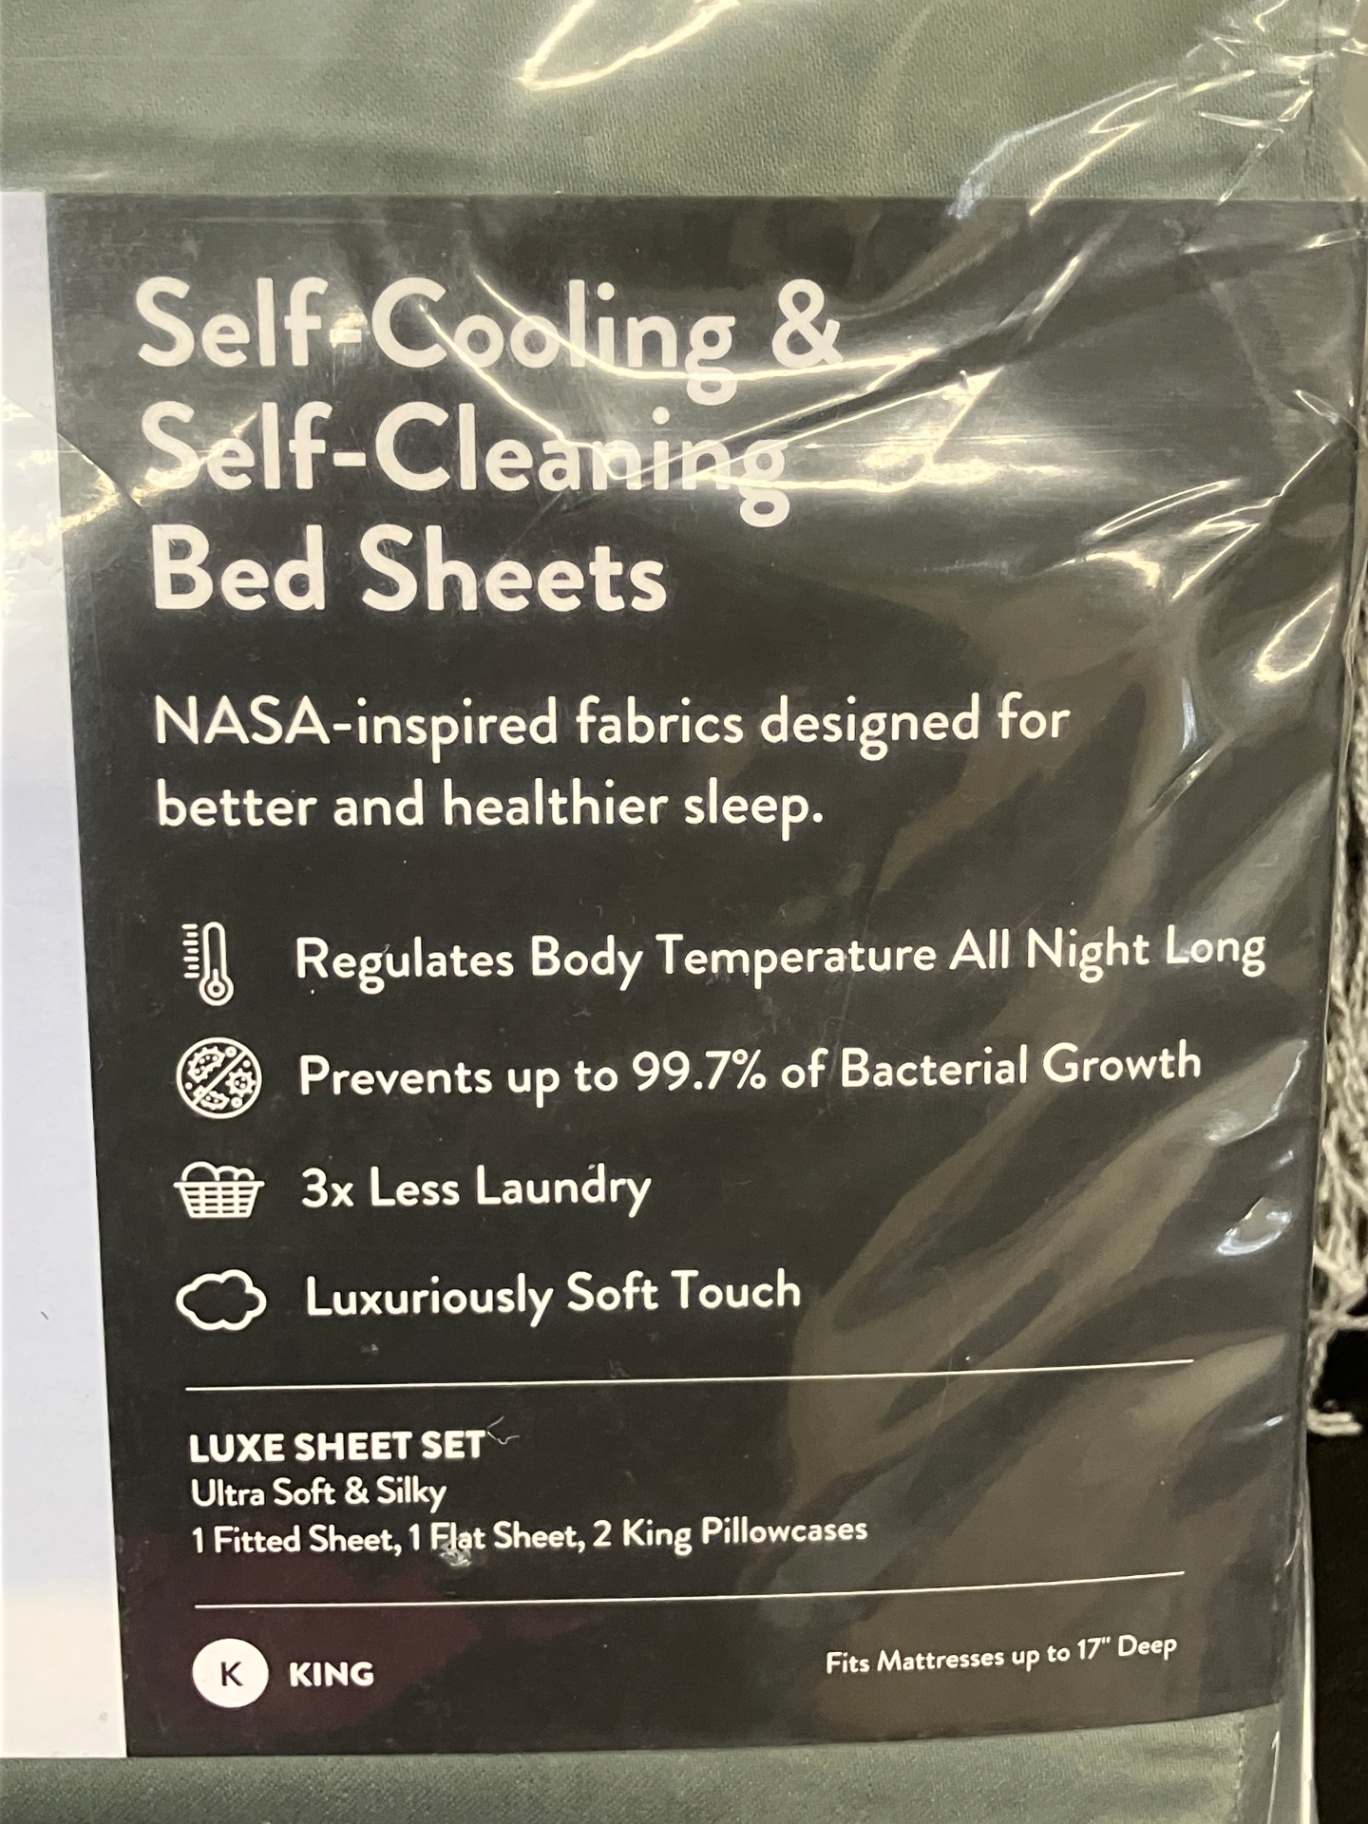 Self-Cooling &
Self-Cleaning
Bed Sheets
NASA-inspired fabrics designed for
better and healthier sleep.
Regulates Body Temperature All Night Long
Prevents up to 99.7% of Bacterial Growth
3x Less Laundry
Luxuriously Soft Touch
LUXE SHEET SET
Ultra Soft & Silky
1 Fitted Sheet, 1 Flat Sheet, 2 King Pillowcases
K KING
Fits Mattresses up to 17" Deep